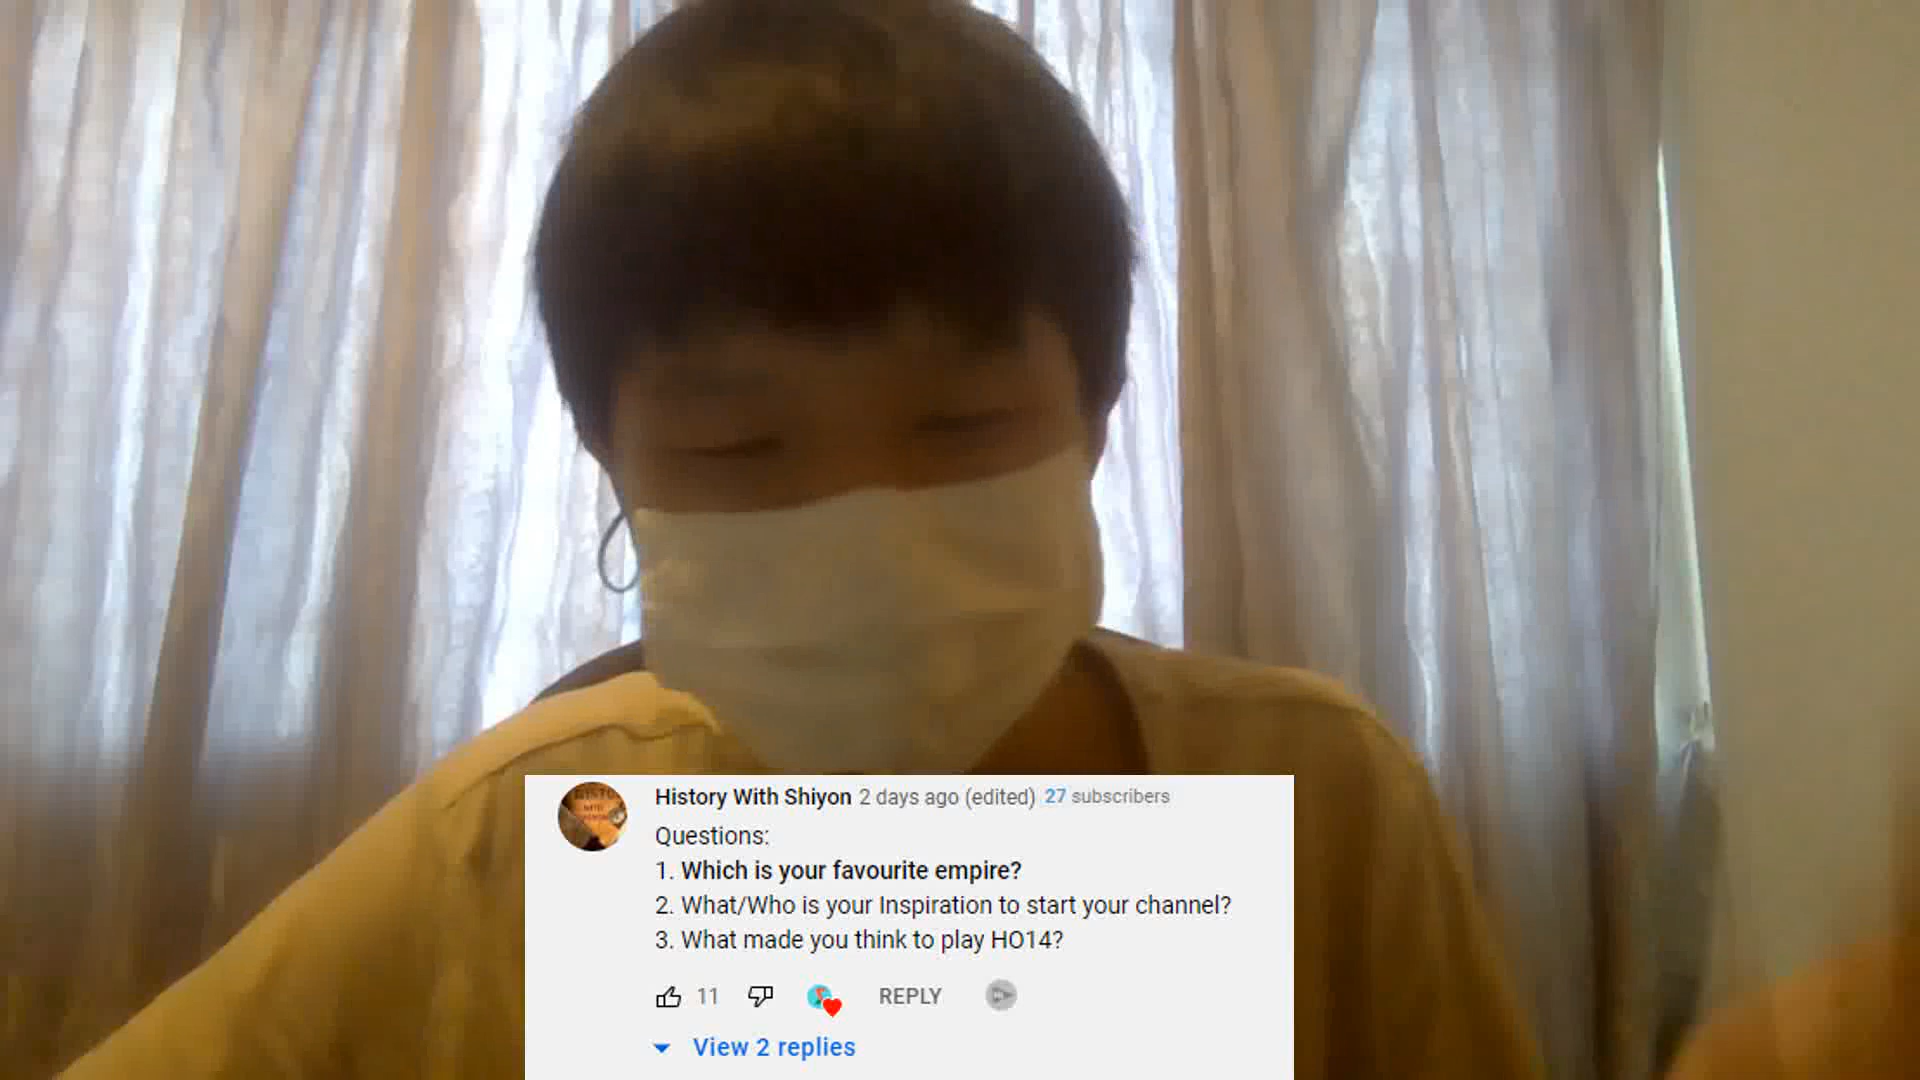 History With Shiyon 2 days ago (edited) 27 subscribers
Questions:
1. Which is your favourite empire?
2. What/Who is your Inspiration to start your channel?
3. What made you think to play HO14?
11 REPLY
View 2 replies